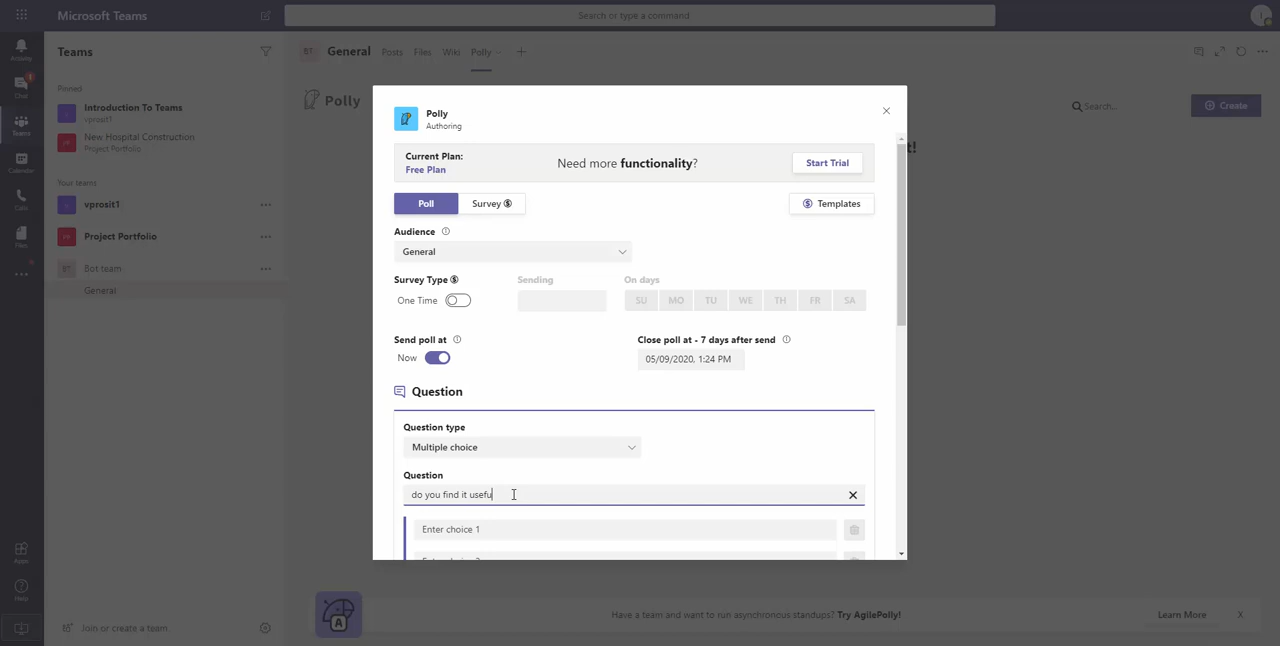 Microsoft Teams
Search or type a command
Activity
Chat
1
Teams
Calendar
Calls
Files
Apps
Help
Teams
Pinned
Introduction To Teams
vprosit1
New Hospital Construction
Project Portfolio
Your teams
vprosit1
Project Portfolio
Bot team
General
Join or create a team
BT
General
Posts
Files
Wiki
Polly
Polly
Search...
Create
Polly
Authoring
Current Plan:
Free Plan
Need more functionality?
Start Trial
Poll
Survey
Templates
Audience
General
Survey Type
Sending
On days
One Time
SU MO TU WE TH FR SA
Send poll at
Close poll at - 7 days after send
Now
05/09/2020, 1:24 PM
Question
Question type
Multiple choice
Question
do you find it usefu
Enter choice 1
A
Have a team and want to run asynchronous standups? Try AgilePolly!
Learn More
X